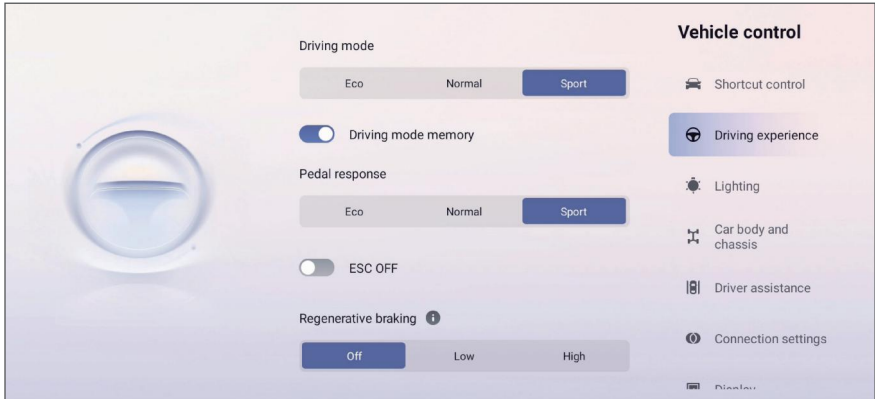 Vehicle control
Driving mode
Eco Normal Sport
Driving mode memory
Pedal response
Eco Normal Sport
ESC OFF
Regenerative braking
Off Low High
Shortcut control
Driving experience
Lighting
Car body and
chassis
Driver assistance
Connection settings
Display